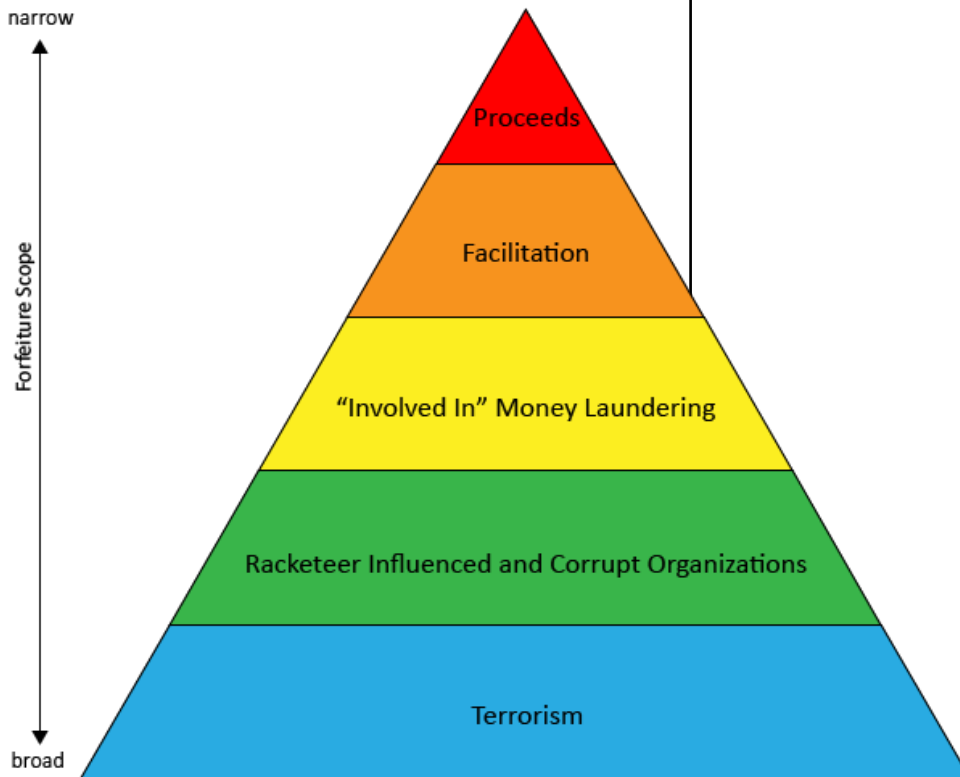 narrow
Proceeds
Facilitation
Forfeiture Scope
“Involved In” Money Laundering
Racketeer Influenced and Corrupt Organizations
Terrorism
broad